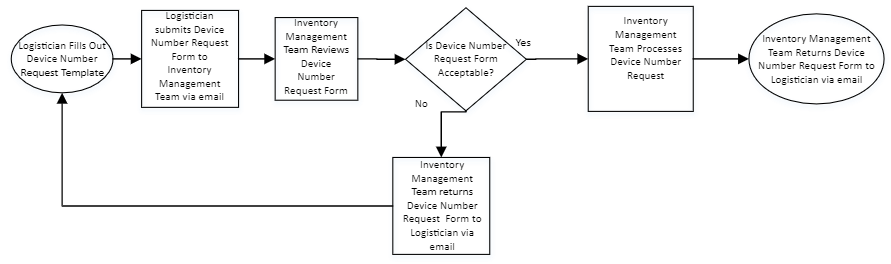 Logistician Fills Out
Device Number
Request Template
Logistician
submits Device
Number Request
Form to
Inventory
Management
Team via email
Inventory
Management
Team Reviews
Device
Number
Request Form
Is Device Number
Request Form
Acceptable?
Yes
No
Inventory
Management
Team Processes
Device Number
Request
Inventory Management
Team Returns Device
Number Request Form to
Logistician via email
Inventory
Management
Team returns
Device Number
Request Form to
Logistician via
email